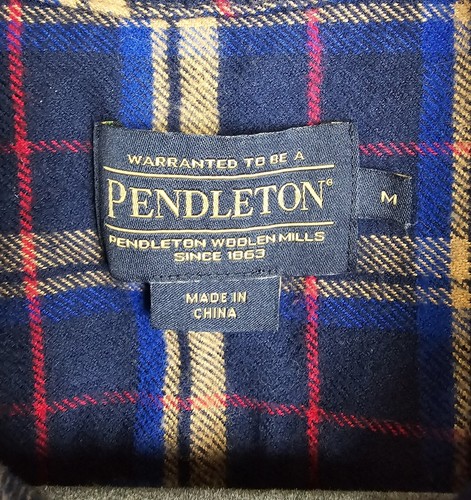 WARRANTED TO BE A
PENDLETON®
PENDLETON WOOLEN MILLS
SINCE 1863
M
MADE IN
CHINA